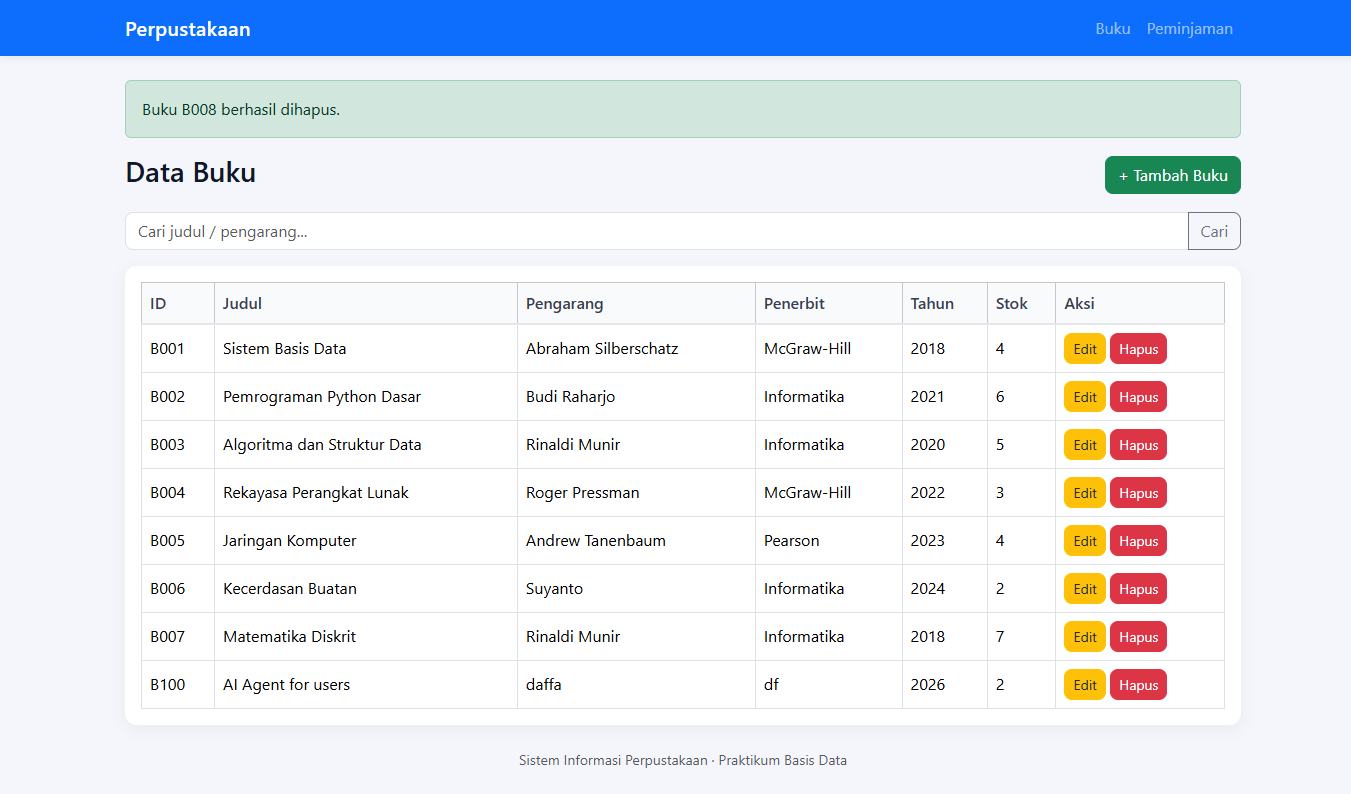 Perpustakaan Buku Peminjaman
Buku B008 berhasil dihapus.
Data Buku + Tambah Buku
Cari judul / pengarang... Cari
ID Judul Pengarang Penerbit Tahun Stok Aksi
B001 Sistem Basis Data Abraham Silberschatz McGraw-Hill 2018 4 Edit Hapus
B002 Pemrograman Python Dasar Budi Raharjo Informatika 2021 6 Edit Hapus
B003 Algoritma dan Struktur Data Rinaldi Munir Informatika 2020 5 Edit Hapus
B004 Rekayasa Perangkat Lunak Roger Pressman McGraw-Hill 2022 3 Edit Hapus
B005 Jaringan Komputer Andrew Tanenbaum Pearson 2023 4 Edit Hapus
B006 Kecerdasan Buatan Suyanto Informatika 2024 2 Edit Hapus
B007 Matematika Diskrit Rinaldi Munir Informatika 2018 7 Edit Hapus
B100 AI Agent for users daffa df 2026 2 Edit Hapus
Sistem Informasi Perpustakaan · Praktikum Basis Data